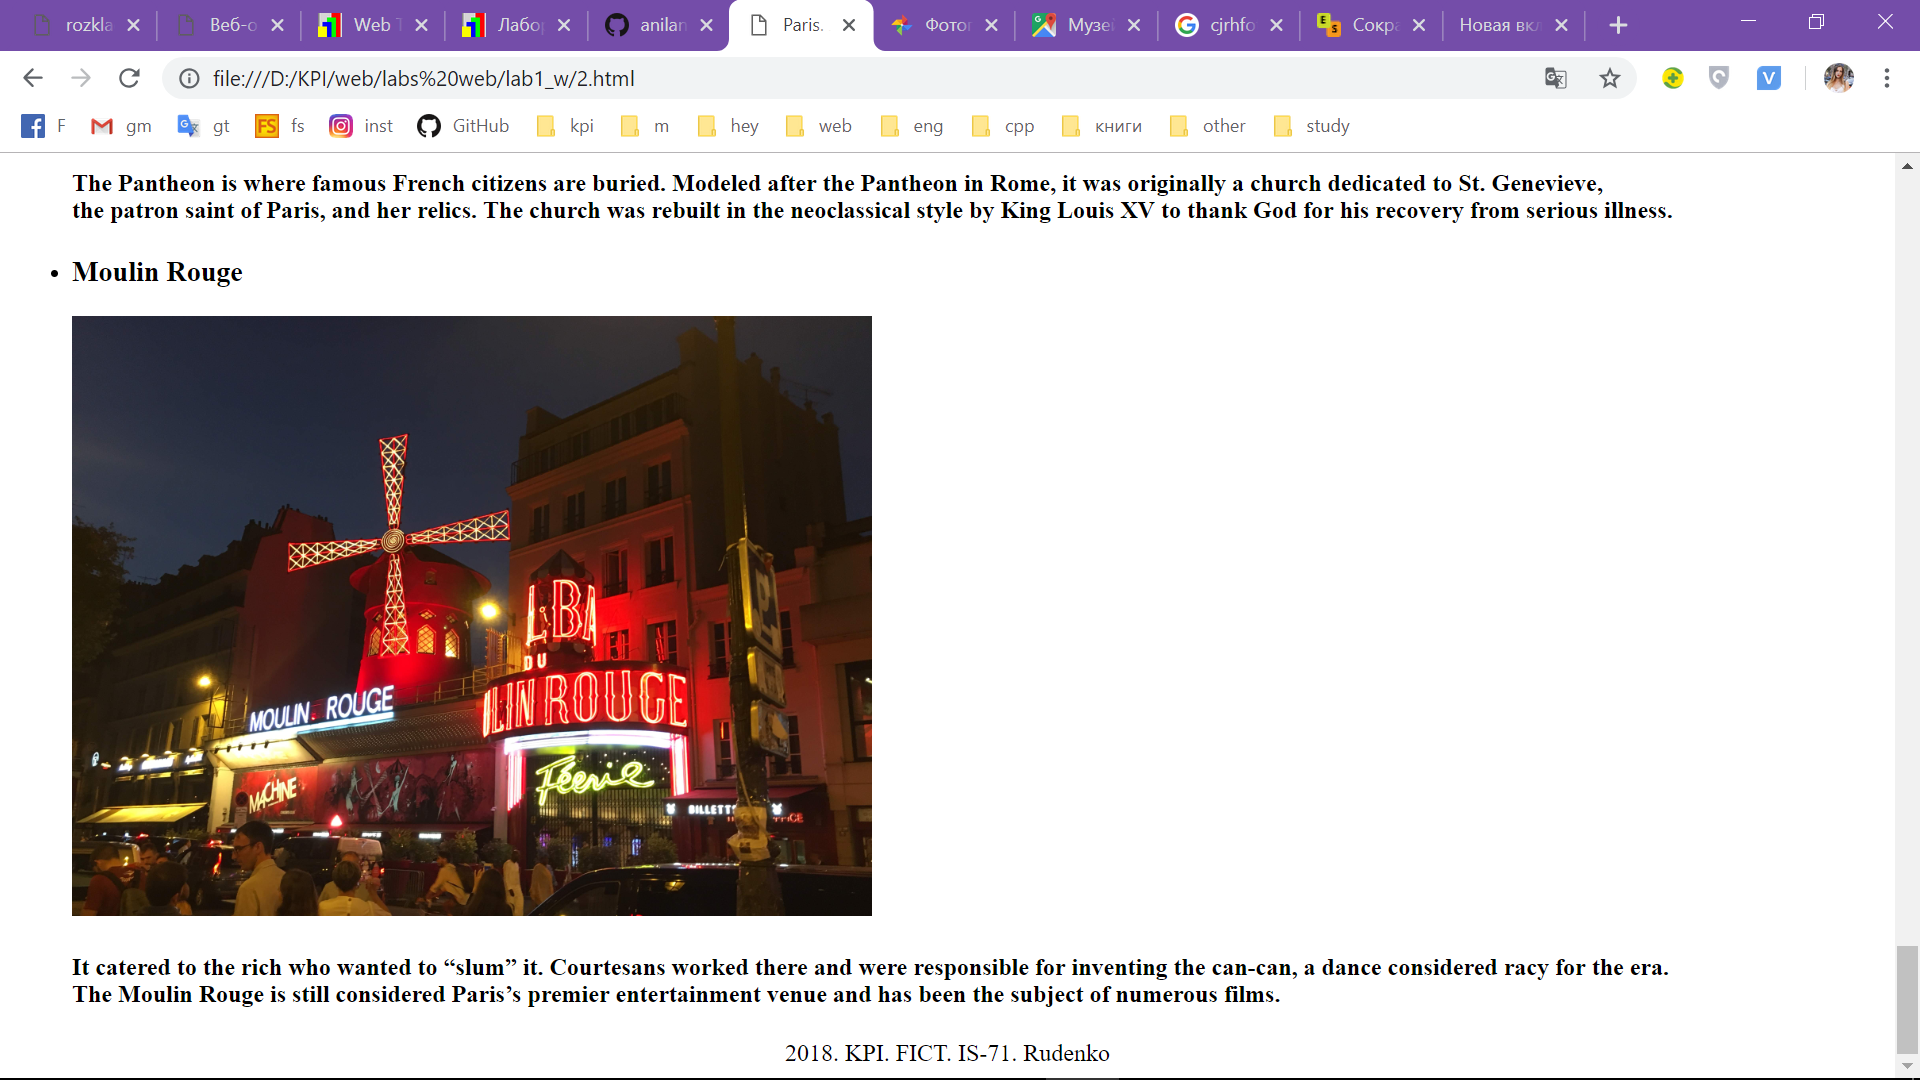 rozkla
Веб-о
Web T
Лабор
anilan
Paris.
Фотог
Музей
cjrhfo
Сокра
Новая вкл
file:///D:/KPI/web/labs%20web/lab1_w/2.html
F
gm
gt
fs
inst
GitHub
kpi
m
hey
web
eng
cpp
книги
other
study
The Pantheon is where famous French citizens are buried. Modeled after the Pantheon in Rome, it was originally a church dedicated to St. Genevieve,
the patron saint of Paris, and her relics. The church was rebuilt in the neoclassical style by King Louis XV to thank God for his recovery from serious illness.
• Moulin Rouge
BA
DU
LIN ROUGE
MOULIN ROUGE
Féerie
MACHINE
BILLETT
It catered to the rich who wanted to “slum” it. Courtesans worked there and were responsible for inventing the can-can, a dance considered racy for the era.
The Moulin Rouge is still considered Paris’s premier entertainment venue and has been the subject of numerous films.
2018. KPI. FICT. IS-71. Rudenko